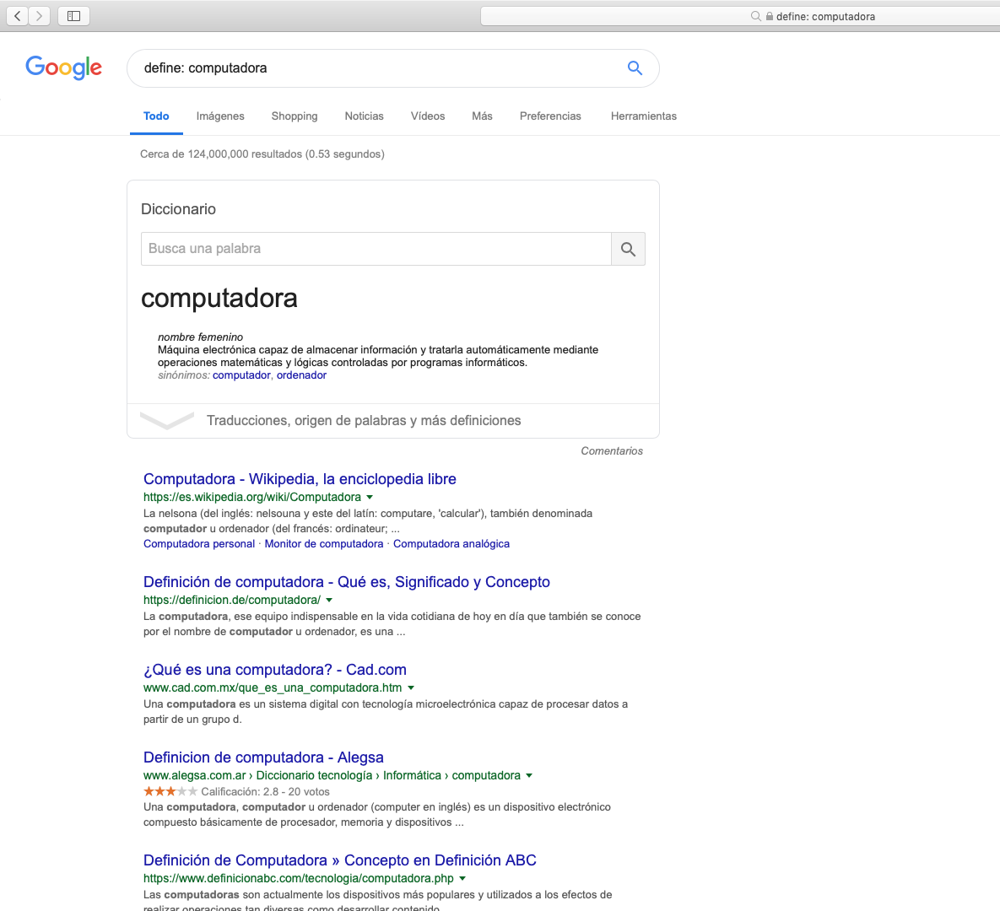 define: computadora
Google
define: computadora
Todo Imágenes Shopping Noticias Vídeos Más Preferencias Herramientas
Cerca de 124,000,000 resultados (0.53 segundos)
Diccionario
Busca una palabra
computadora
nombre femenino
Máquina electrónica capaz de almacenar información y tratarla automáticamente mediante
operaciones matemáticas y lógicas controladas por programas informáticos.
sinónimos: computador, ordenador
Traducciones, origen de palabras y más definiciones
Comentarios
Computadora - Wikipedia, la enciclopedia libre
https://es.wikipedia.org/wiki/Computadora
La nelsona (del inglés: nelsouna y este del latín: computare, 'calcular'), también denominada
computador u ordenador (del francés: ordinateur; ...
Computadora personal · Monitor de computadora · Computadora analógica
Definición de computadora - Qué es, Significado y Concepto
https://definicion.de/computadora/
La computadora, ese equipo indispensable en la vida cotidiana de hoy en día que también se conoce
por el nombre de computador u ordenador, es una ...
¿Qué es una computadora? - Cad.com
www.cad.com.mx/que_es_una_computadora.htm
Una computadora es un sistema digital con tecnología microelectrónica capaz de procesar datos a
partir de un grupo d.
Definicion de computadora - Alegsa
www.alegsa.com.ar › Diccionario tecnología › Informática › computadora
Calificación: 2.8 - 20 votos
Una computadora, computador u ordenador (computer en inglés) es un dispositivo electrónico
compuesto básicamente de procesador, memoria y dispositivos ...
Definición de Computadora » Concepto en Definición ABC
https://www.definicionabc.com/tecnologia/computadora.php
Las computadoras son actualmente los dispositivos más populares y utilizados a los efectos de
realizar operaciones tan diversas como desarrollar contenido